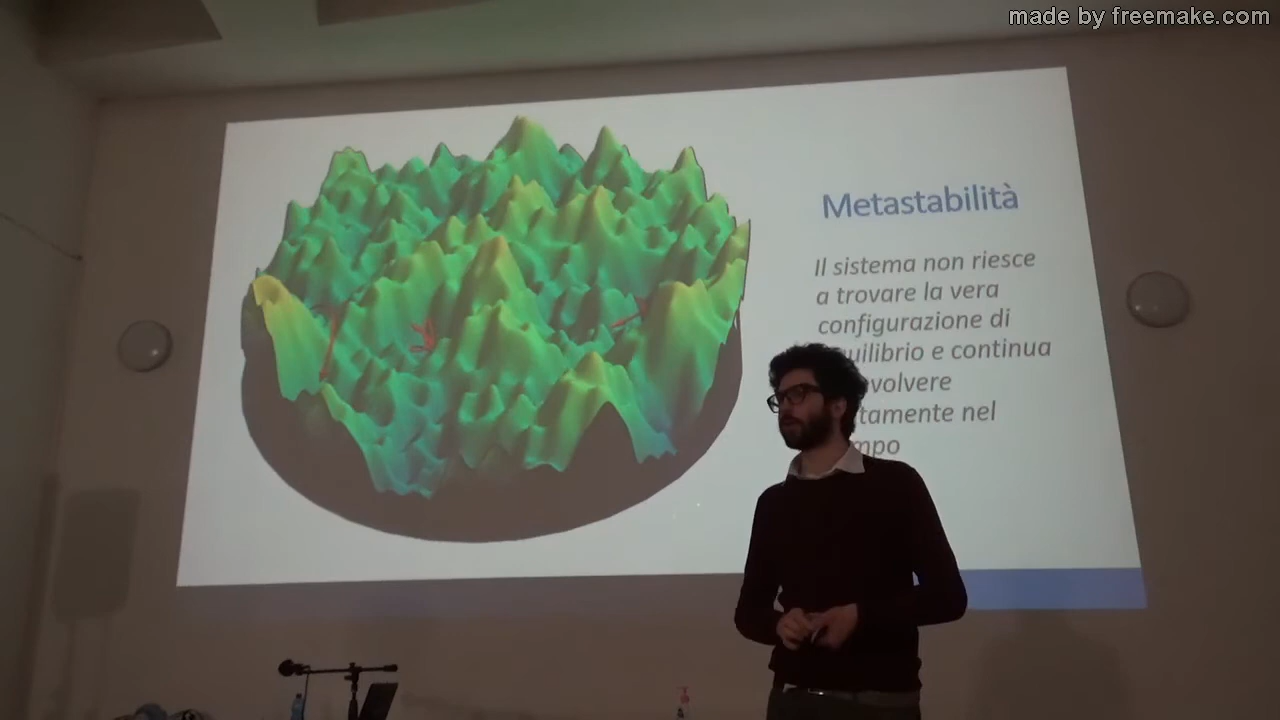 made by freemake.com
Metastabilità
Il sistema non riesce
a trovare la vera
configurazione di
e continua
nel